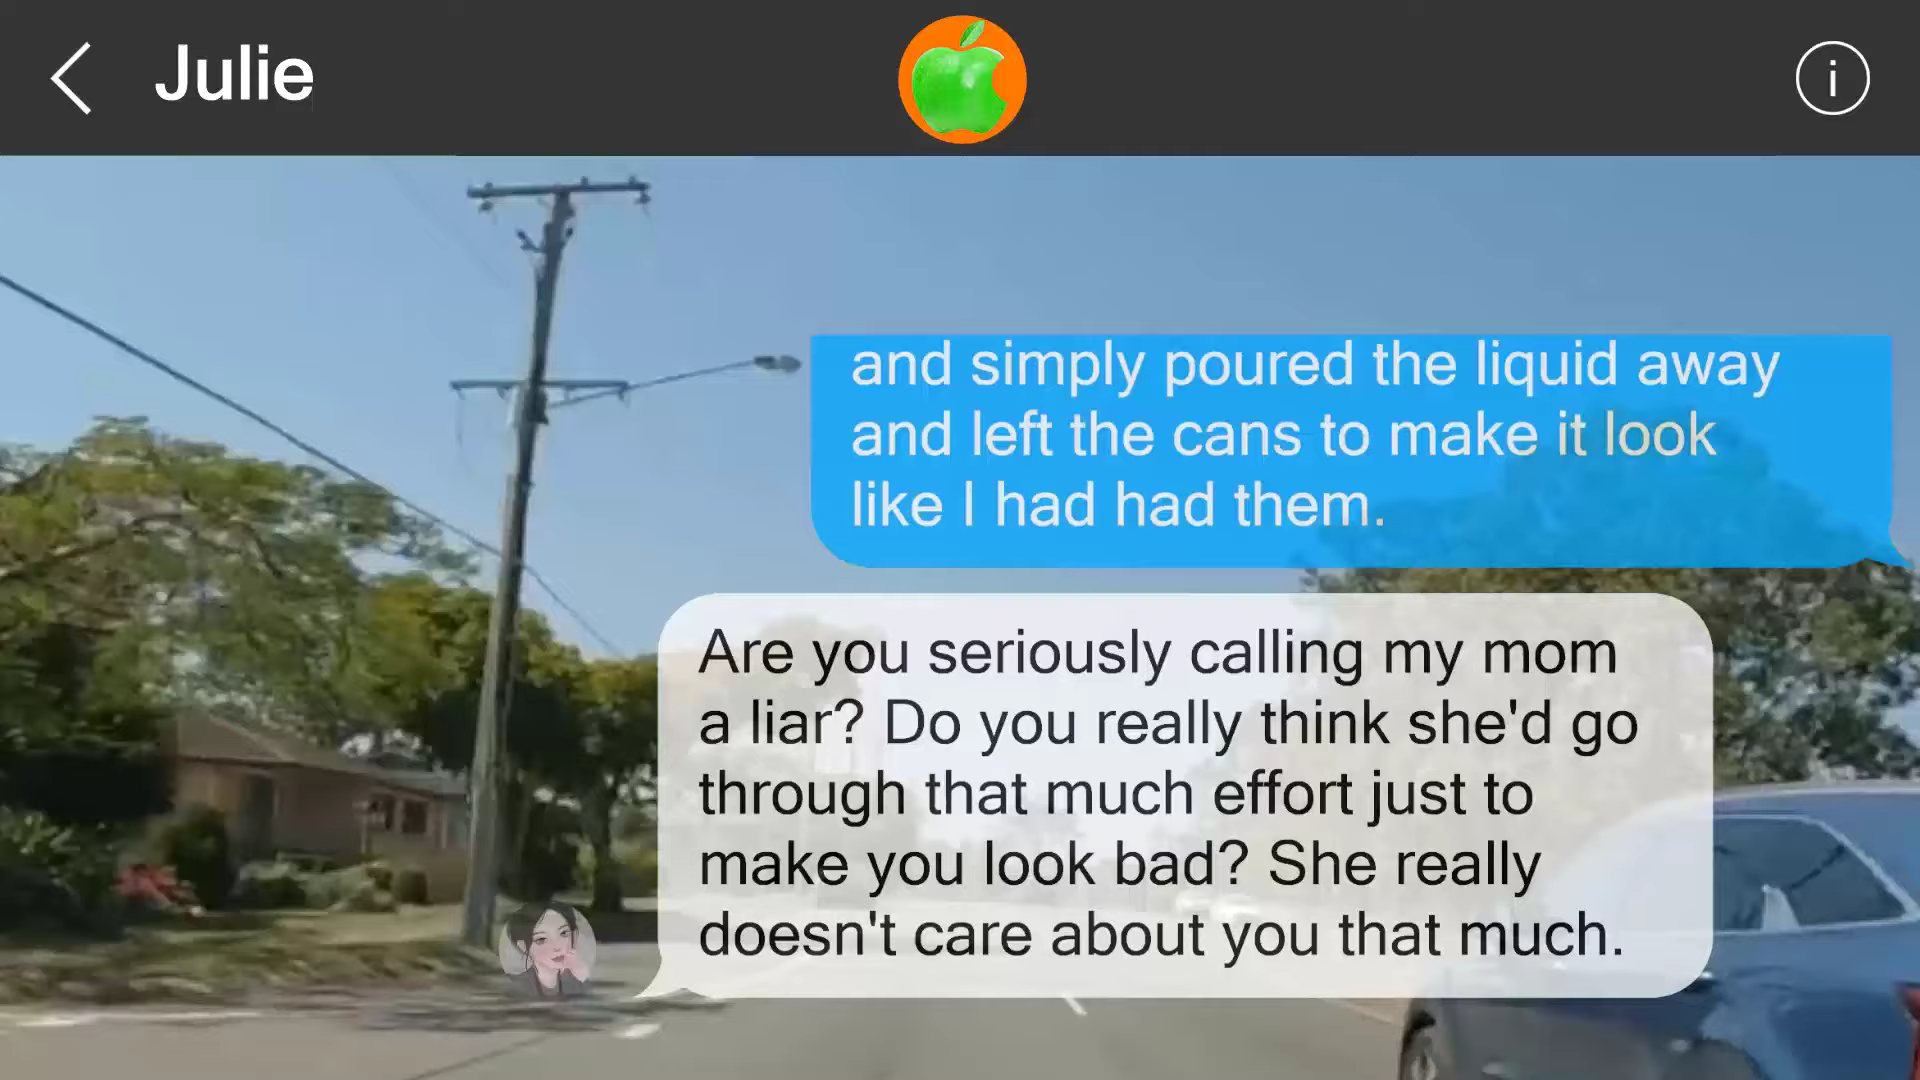 Julie
i
and simply poured the liquid away
and left the cans to make it look
like I had had them.
Are you seriously calling my mom
a liar? Do you really think she'd go
through that much effort just to
make you look bad? She really
doesn't care about you that much.